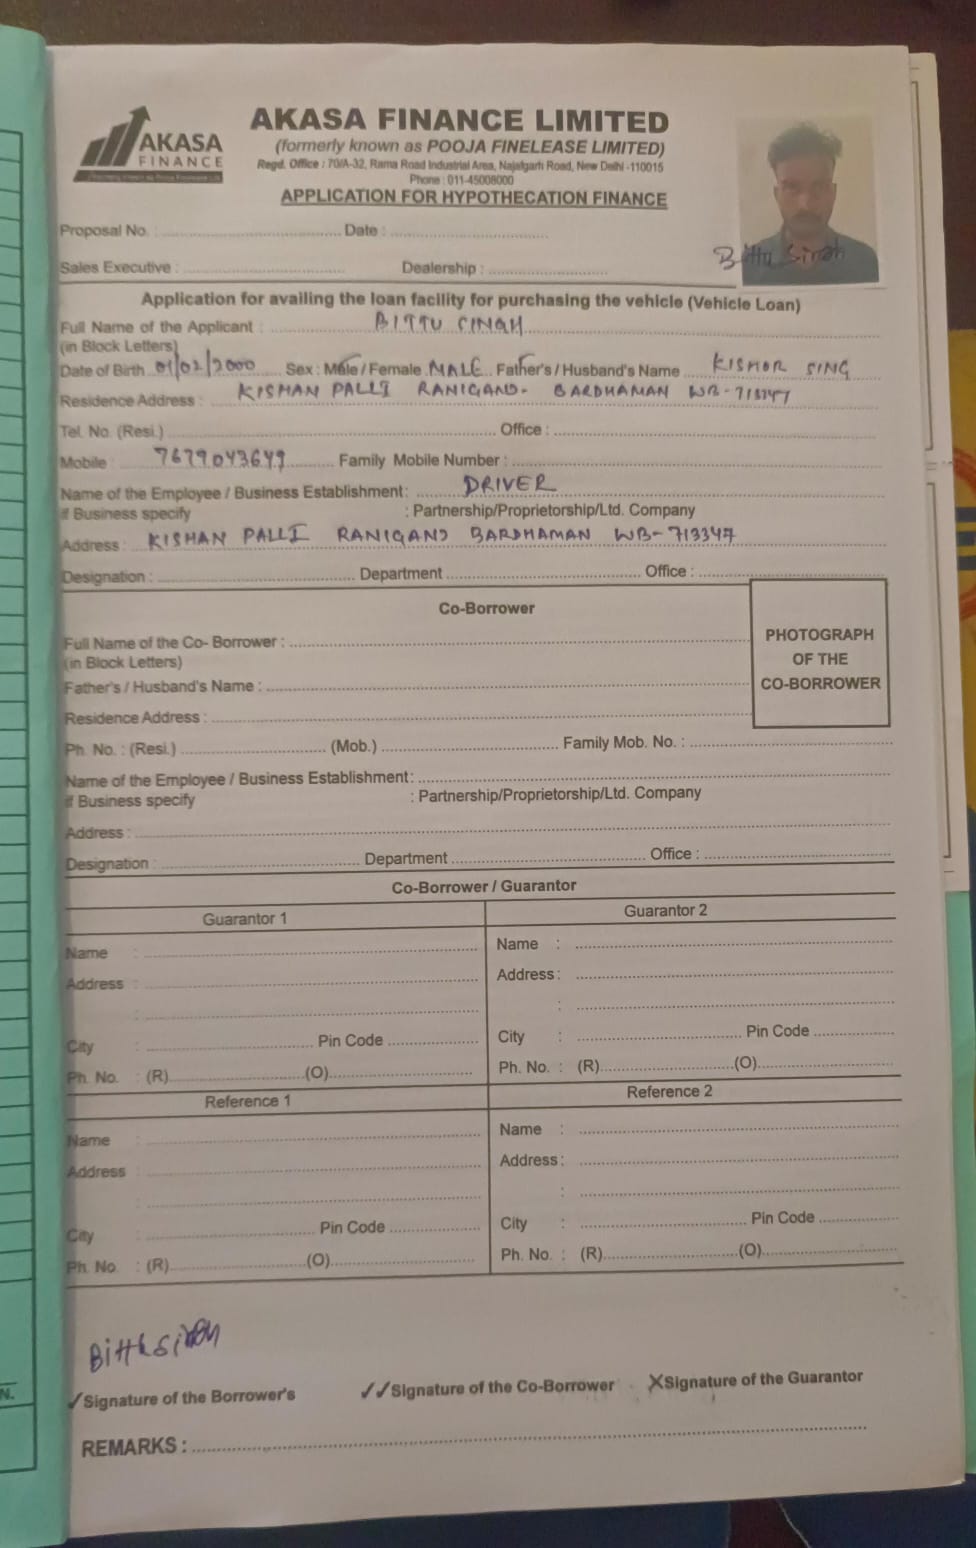 AKASA FINANCE LIMITED
AKASA
FINANCE
(formerly known as POOJA FINELEASE LIMITED)
Regd. Office : 70/A-32, Rama Road Industrial Area, Najafgarh Road, New Delhi -110015
Phone : 011-45008000
APPLICATION FOR HYPOTHECATION FINANCE
Proposal No. : Date :
Bittu Singh
Sales Executive : Dealership :
Application for availing the loan facility for purchasing the vehicle (Vehicle Loan)
Full Name of the Applicant : BITTU SINGH
(in Block Letters)
Date of Birth 01/02/2000 Sex : Male / Female MALE Father's / Husband's Name KISHOR SING
Residence Address : KISHAN PALLI RANIGANJ- BARDHAMAN WB-713347
Tel. No. (Resi.) Office :
Mobile : 7679043649 Family Mobile Number :
Name of the Employee / Business Establishment: DRIVER
if Business specify : Partnership/Proprietorship/Ltd. Company
Address : KISHAN PALLI RANIGANJ BARDHAMAN WB-713347
Designation : Department Office :
Co-Borrower
PHOTOGRAPH
OF THE
CO-BORROWER
Full Name of the Co- Borrower :
(in Block Letters)
Father's / Husband's Name :
Residence Address :
Ph. No. : (Resi.) (Mob.) Family Mob. No. :
Name of the Employee / Business Establishment:
if Business specify : Partnership/Proprietorship/Ltd. Company
Address :
Designation : Department Office :
Co-Borrower / Guarantor
Guarantor 1 Guarantor 2
Name : Name :
Address : Address :
: :
City : Pin Code City : Pin Code
Ph. No. : (R) (O) Ph. No. : (R) (O)
Reference 1 Reference 2
Name : Name :
Address : Address :
: :
City : Pin Code City : Pin Code
Ph. No. : (R) (O) Ph. No. : (R) (O)
Bittu Singh
✓Signature of the Borrower's ✓✓Signature of the Co-Borrower XSignature of the Guarantor
REMARKS :
N.